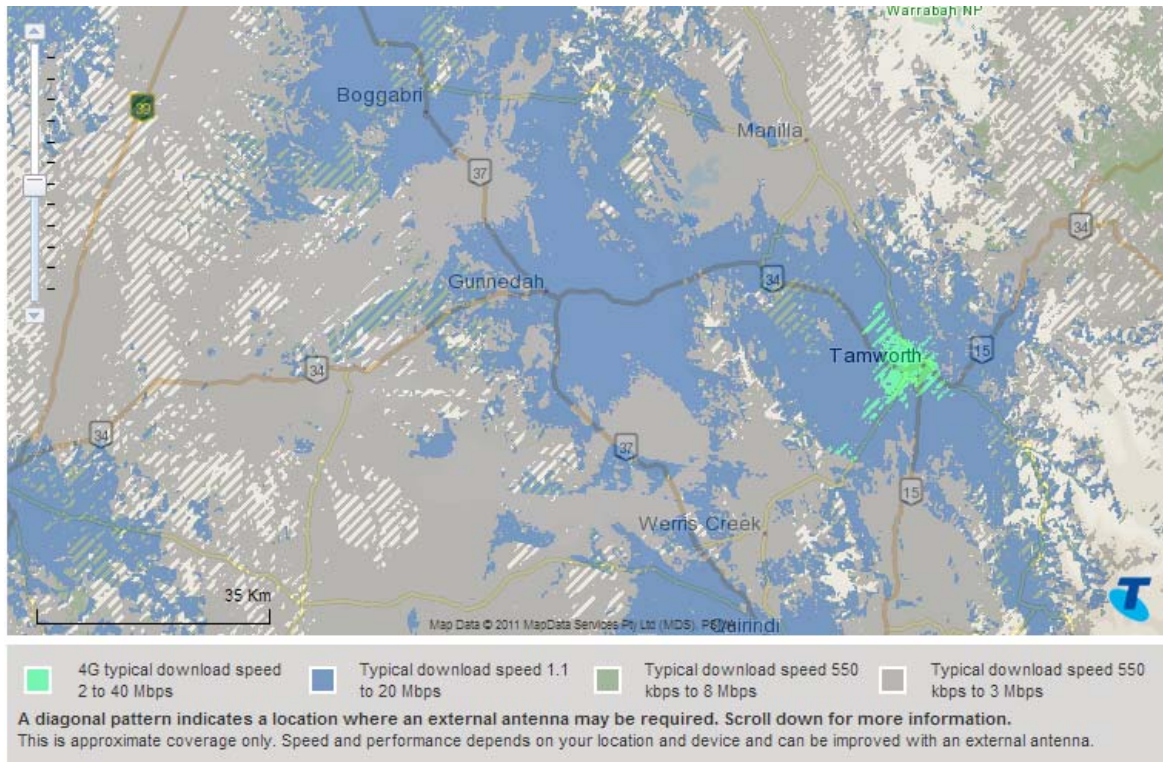 Warrabah NP
39
Boggabri
Manilla
37
34
Gunnedah
34
Tamworth
15
34
34
37
15
Werris Creek
35 Km
Map Data © 2011 MapData Services Pty Ltd (MDS),
Quirindi
T
4G typical download speed
2 to 40 Mbps
Typical download speed 1.1
to 20 Mbps
Typical download speed 550
kbps to 8 Mbps
Typical download speed 550
kbps to 3 Mbps
A diagonal pattern indicates a location where an external antenna may be required. Scroll down for more information.
This is approximate coverage only. Speed and performance depends on your location and device and can be improved with an external antenna.